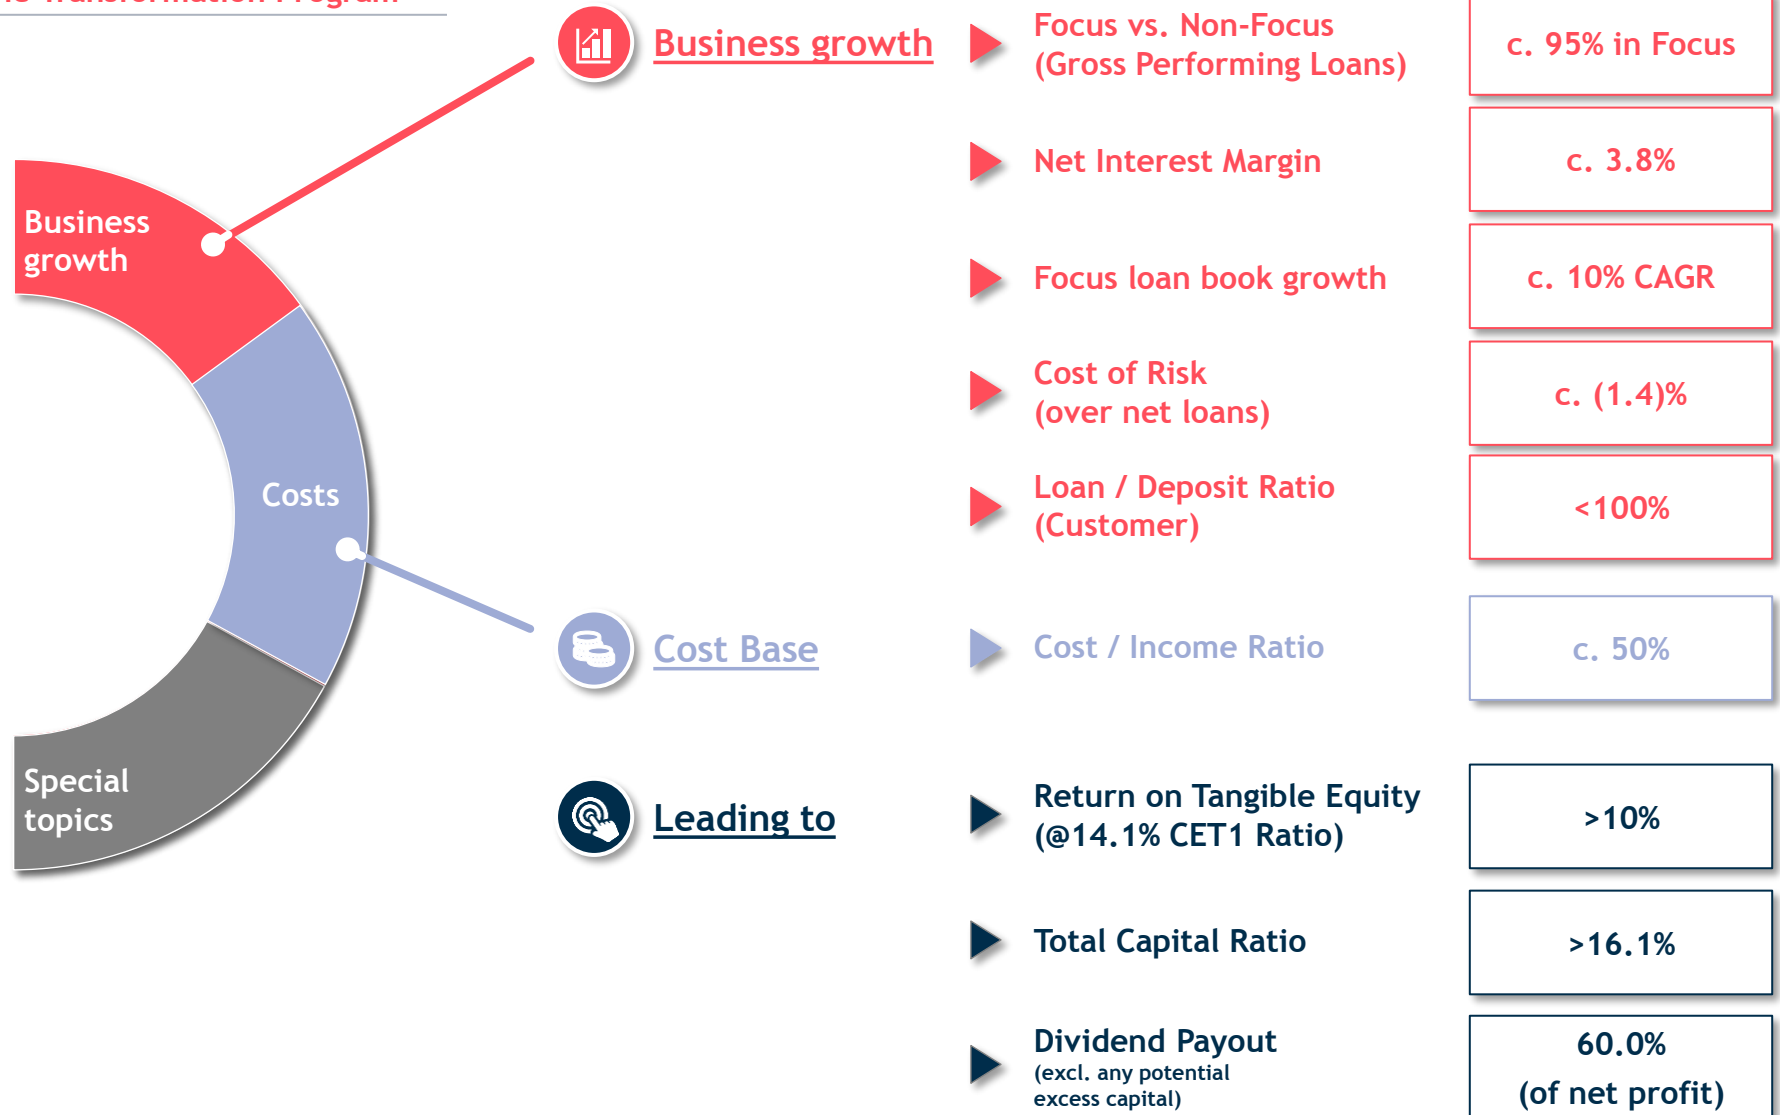 Transformation Program
Business growth
Focus vs. Non-Focus
(Gross Performing Loans)
c. 95% in Focus
Net Interest Margin
c. 3.8%
Focus loan book growth
c. 10% CAGR
Cost of Risk
(over net loans)
c. (1.4)%
Loan / Deposit Ratio
(Customer)
<100%
Business
growth
Costs
Special
topics
Cost Base
Cost / Income Ratio
c. 50%
Leading to
Return on Tangible Equity
(@14.1% CET1 Ratio)
>10%
Total Capital Ratio
>16.1%
Dividend Payout
(excl. any potential
excess capital)
60.0%
(of net profit)